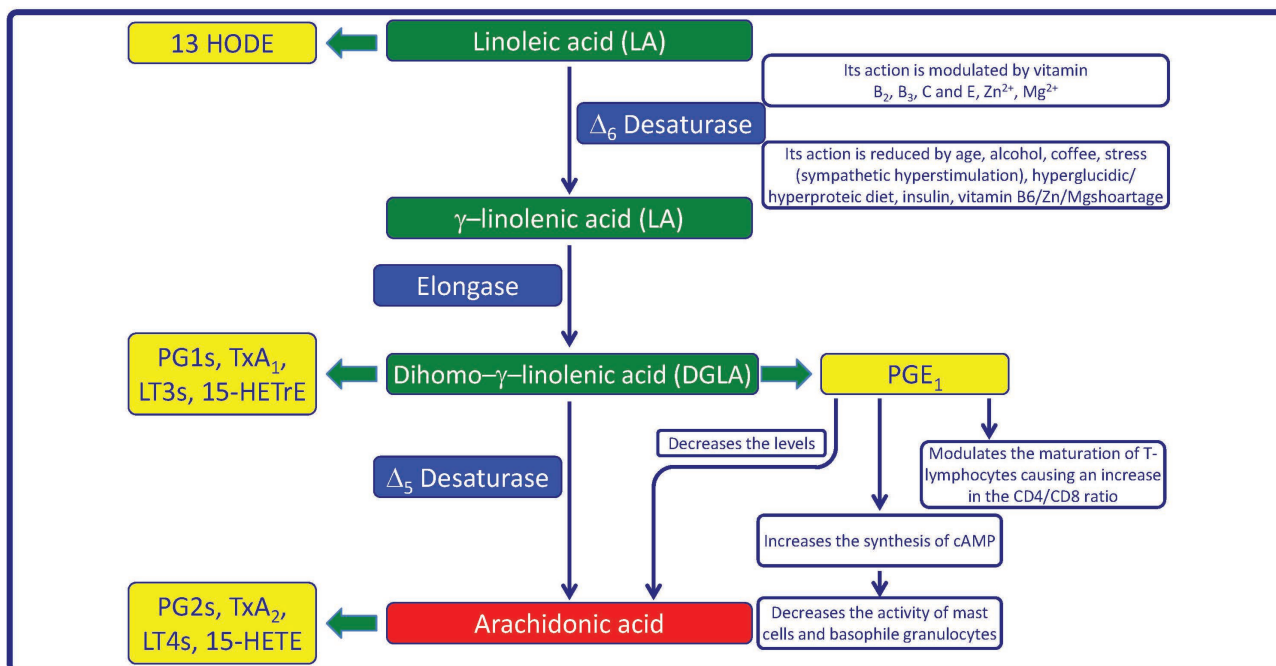 13 HODE
Linoleic acid (LA)
Its action is modulated by vitamin
B₂, B₃, C and E, Zn²⁺, Mg²⁺
Δ₆ Desaturase
Its action is reduced by age, alcohol, coffee, stress
(sympathetic hyperstimulation), hyperglucidic/
hyperproteic diet, insulin, vitamin B6/Zn/Mgshoartage
γ–linolenic acid (LA)
Elongase
PG1s, TxA₁,
LT3s, 15-HETrE
Dihomo–γ–linolenic acid (DGLA)
PGE₁
Decreases the levels
Modulates the maturation of T-
lymphocytes causing an increase
in the CD4/CD8 ratio
Δ₅ Desaturase
Increases the synthesis of cAMP
PG2s, TxA₂,
LT4s, 15-HETE
Arachidonic acid
Decreases the activity of mast
cells and basophile granulocytes